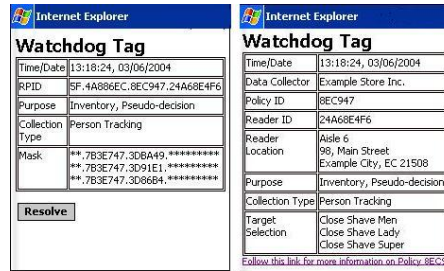 Internet Explorer
Watchdog Tag
Time/Date 13:18:24, 03/06/2004
RPID 5F.4A886EC.8EC947.24A68E4F6
Purpose Inventory, Pseudo-decision
Collection Type Person Tracking
Mask **.7B3E747.3DBA49.*********
**.7B3E747.3D91E1.*********
**.7B3E747.3D86B4.*********
Resolve
Internet Explorer
Watchdog Tag
Time/Date 13:18:24, 03/06/2004
Data Collector Example Store Inc.
Policy ID 8EC947
Reader ID 24A68E4F6
Reader Location Aisle 6
98, Main Street
Example City, EC 21508
Purpose Inventory, Pseudo-decision
Collection Type Person Tracking
Target Selection Close Shave Men
Close Shave Lady
Close Shave Super
Follow this link for more information on Policy 8EC9